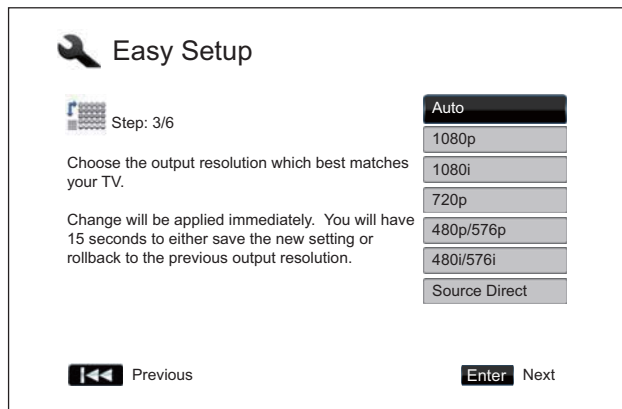 Easy Setup
Step: 3/6
Choose the output resolution which best matches
your TV.
Change will be applied immediately.  You will have
15 seconds to either save the new setting or
rollback to the previous output resolution.
Auto
1080p
1080i
720p
480p/576p
480i/576i
Source Direct
Previous
Enter Next